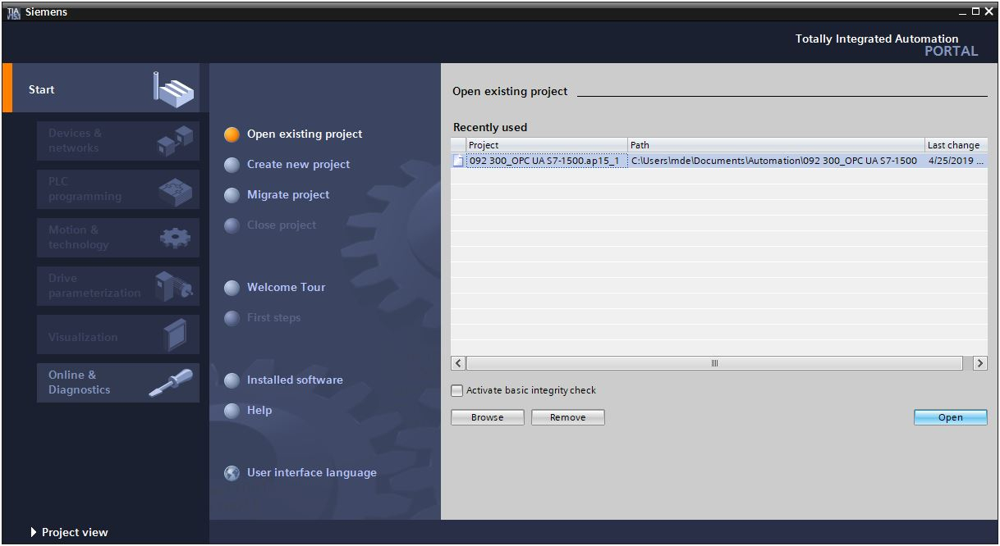 Siemens
Totally Integrated Automation
PORTAL
Start
Devices &
networks
PLC
programming
Motion &
technology
Drive
parameterization
Visualization
Online &
Diagnostics
Project view
Open existing project
Create new project
Migrate project
Close project
Welcome Tour
First steps
Installed software
Help
User interface language
Open existing project
Recently used
Project Path Last change
092 300_OPC UA S7-1500.ap15_1 C:\Users\mde\Documents\Automation\092 300_OPC UA S7-1500 4/25/2019 ...
Activate basic integrity check
Browse Remove Open